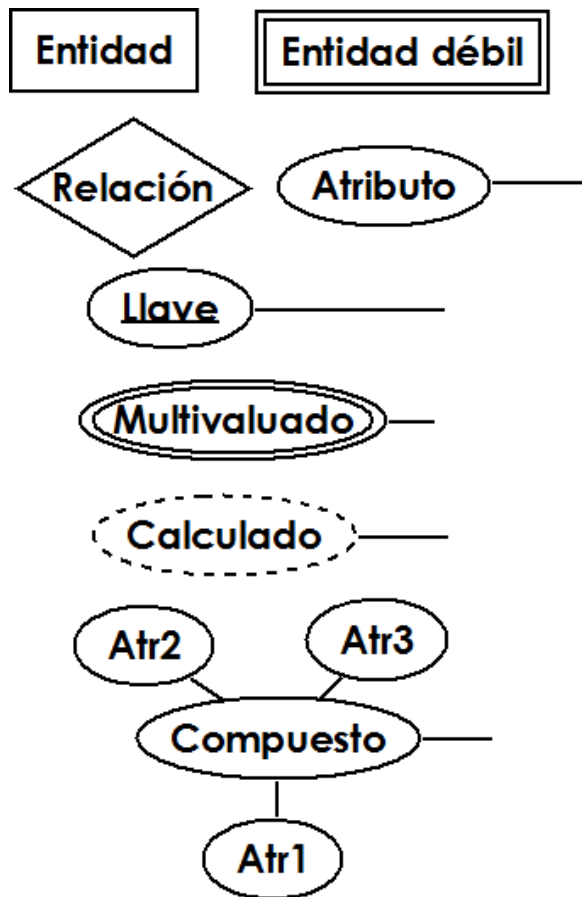 Entidad
Entidad débil
Relación
Atributo
Llave
Multivaluado
Calculado
Atr2
Atr3
Compuesto
Atr1